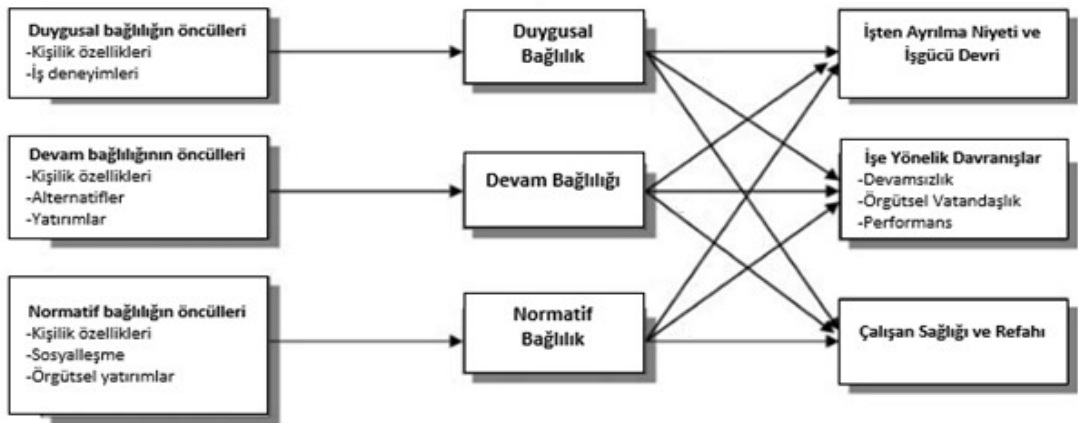 Duygusal bağlılığın öncülleri
-Kişilik özellikleri
-İş deneyimleri
Duygusal
Bağlılık
İşten Ayrılma Niyeti ve
İşgücü Devri
Devam bağlılığının öncülleri
-Kişilik özellikleri
-Alternatifler
-Yatırımlar
Devam Bağlılığı
İşe Yönelik Davranışlar
-Devamsızlık
-Örgütsel Vatandaşlık
-Performans
Normatif bağlılığın öncülleri
-Kişilik özellikleri
-Sosyalleşme
-Örgütsel yatırımlar
Normatif
Bağlılık
Çalışan Sağlığı ve Refahı